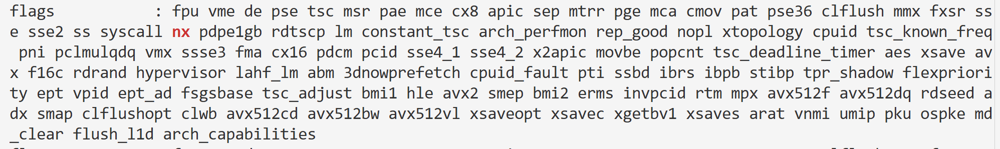 flags           : fpu vme de pse tsc msr pae mce cx8 apic sep mtrr pge mca cmov pat pse36 clflush mmx fxsr ss
e sse2 ss syscall nx pdpe1gb rdtscp lm constant_tsc arch_perfmon rep_good nopl xtopology cpuid tsc_known_freq
 pni pclmulqdq vmx ssse3 fma cx16 pdcm pcid sse4_1 sse4_2 x2apic movbe popcnt tsc_deadline_timer aes xsave av
x f16c rdrand hypervisor lahf_lm abm 3dnowprefetch cpuid_fault pti ssbd ibrs ibpb stibp tpr_shadow flexpriori
ty ept vpid ept_ad fsgsbase tsc_adjust bmi1 hle avx2 smep bmi2 erms invpcid rtm mpx avx512f avx512dq rdseed a
dx smap clflushopt clwb avx512cd avx512bw avx512vl xsaveopt xsavec xgetbv1 xsaves arat vnmi umip pku ospke md
_clear flush_l1d arch_capabilities